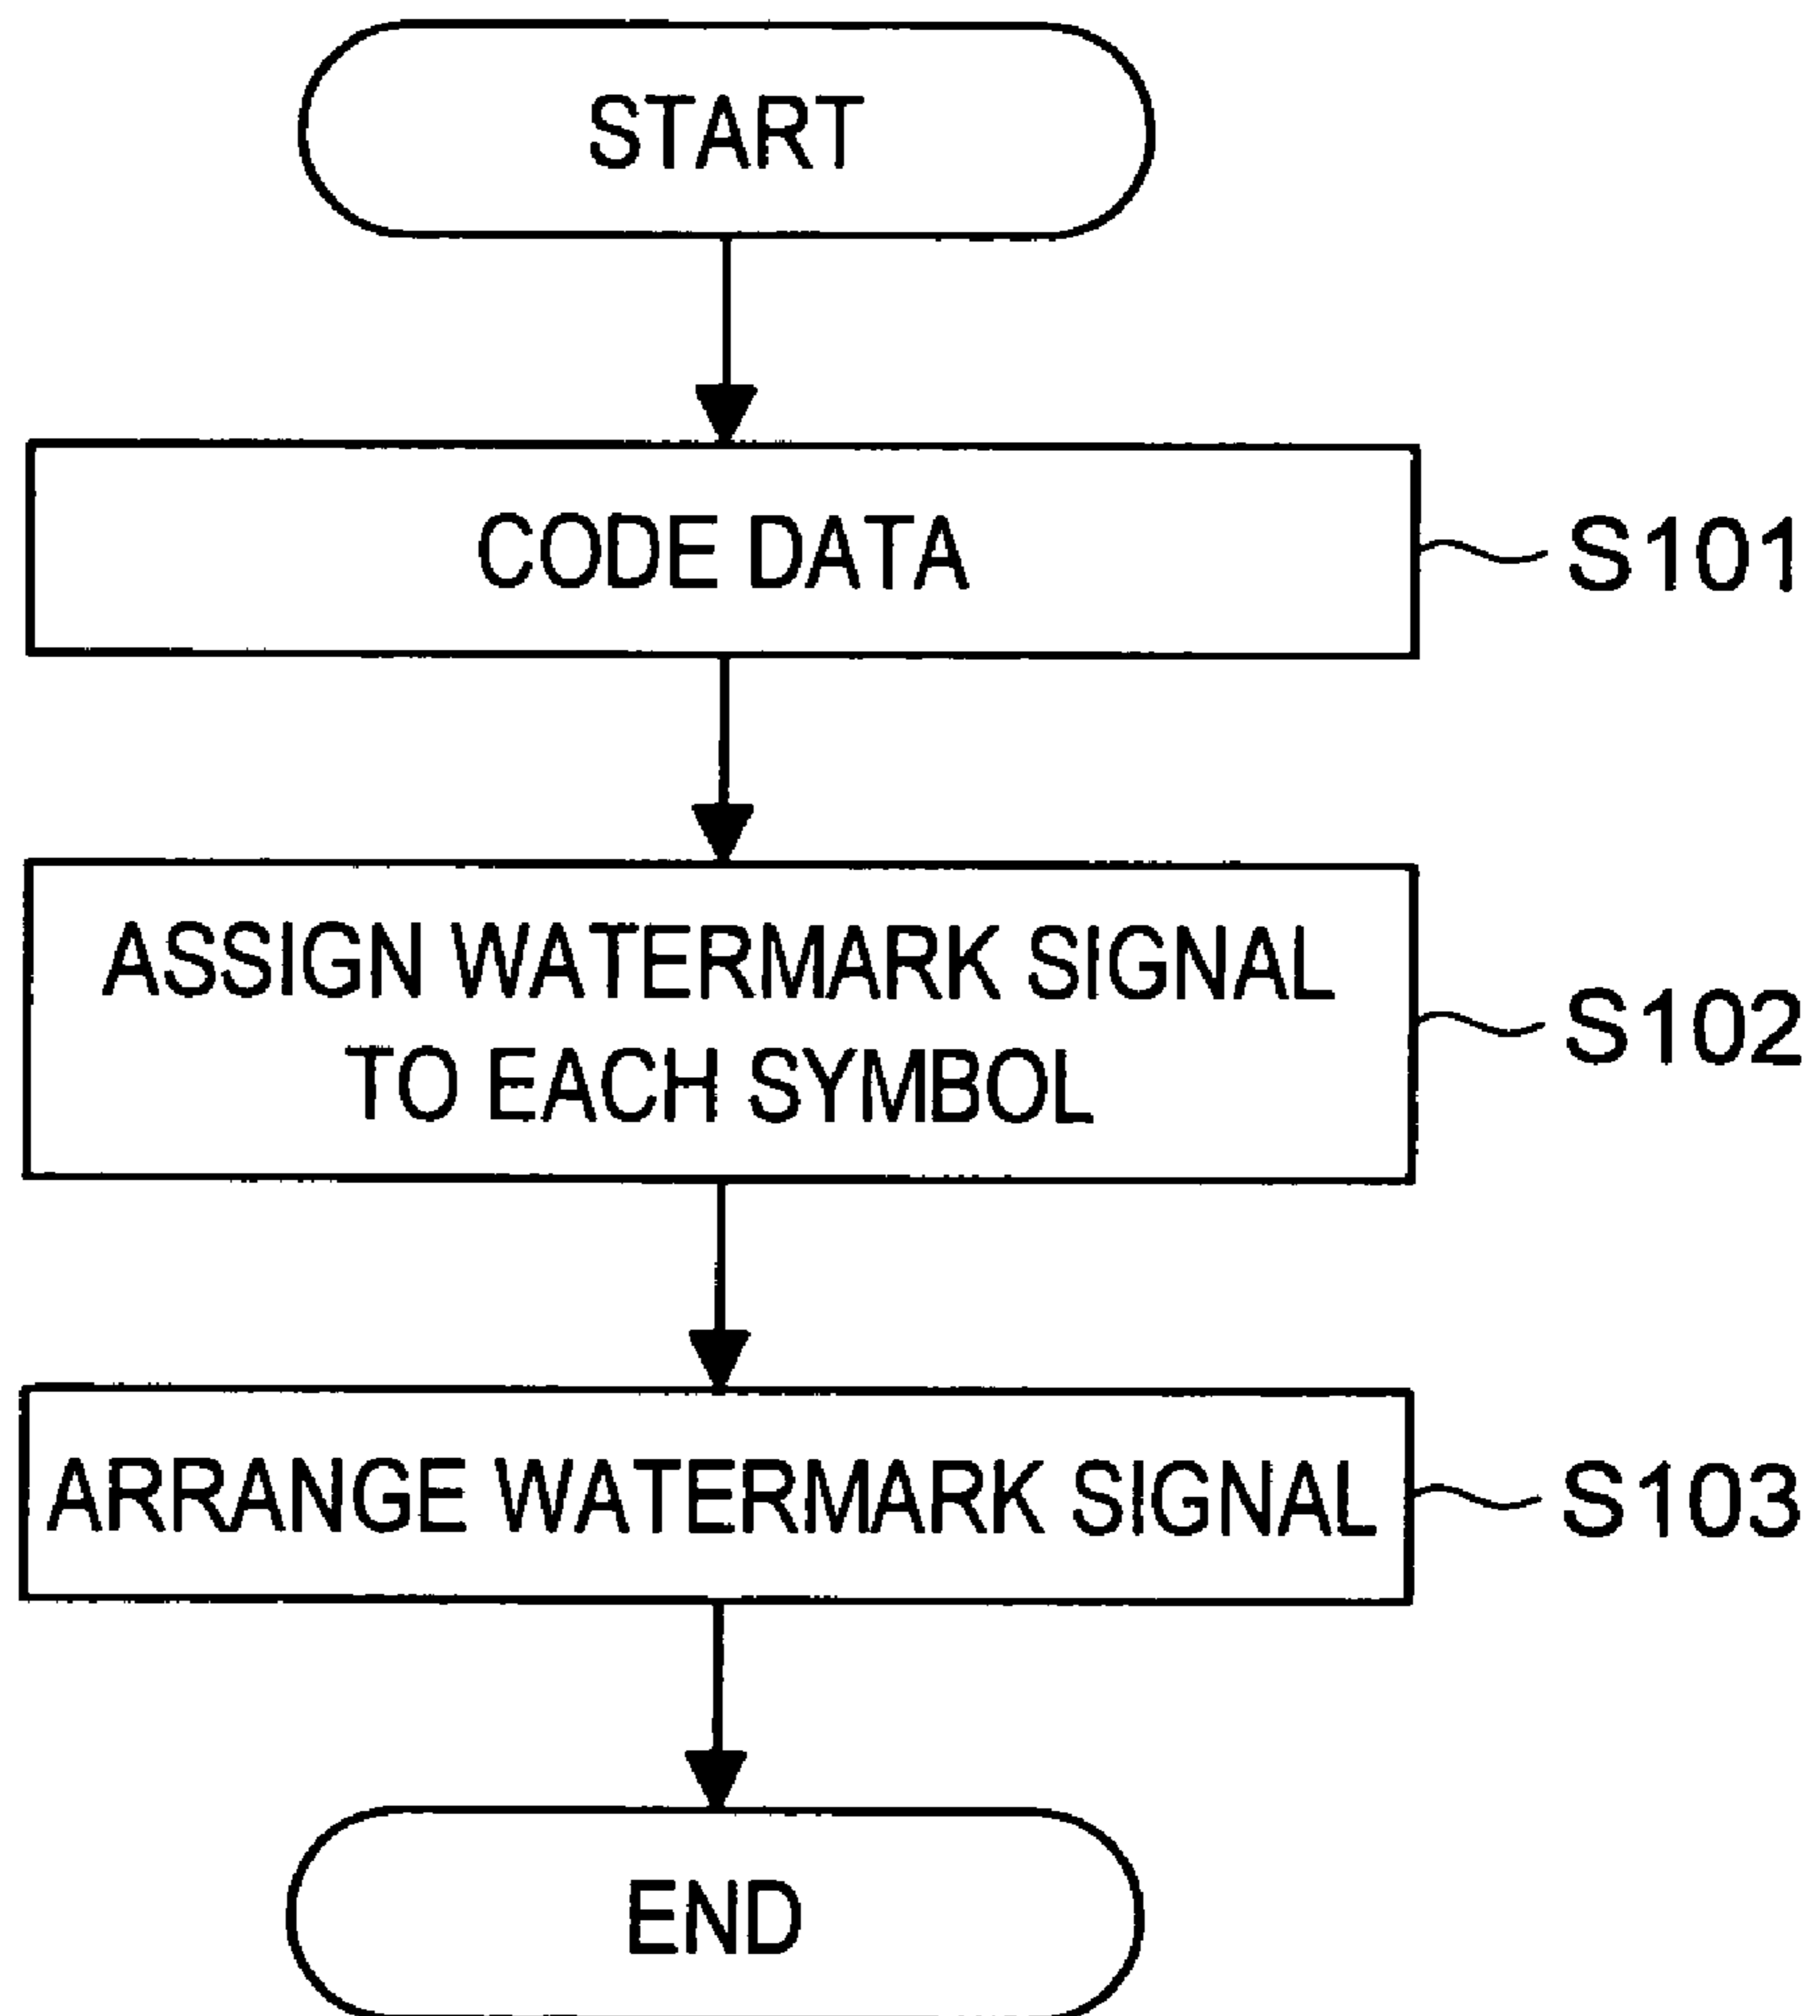 START
CODE DATA
S101
ASSIGN WATERMARK SIGNAL
TO EACH SYMBOL
S102
ARRANGE WATERMARK SIGNAL
S103
END